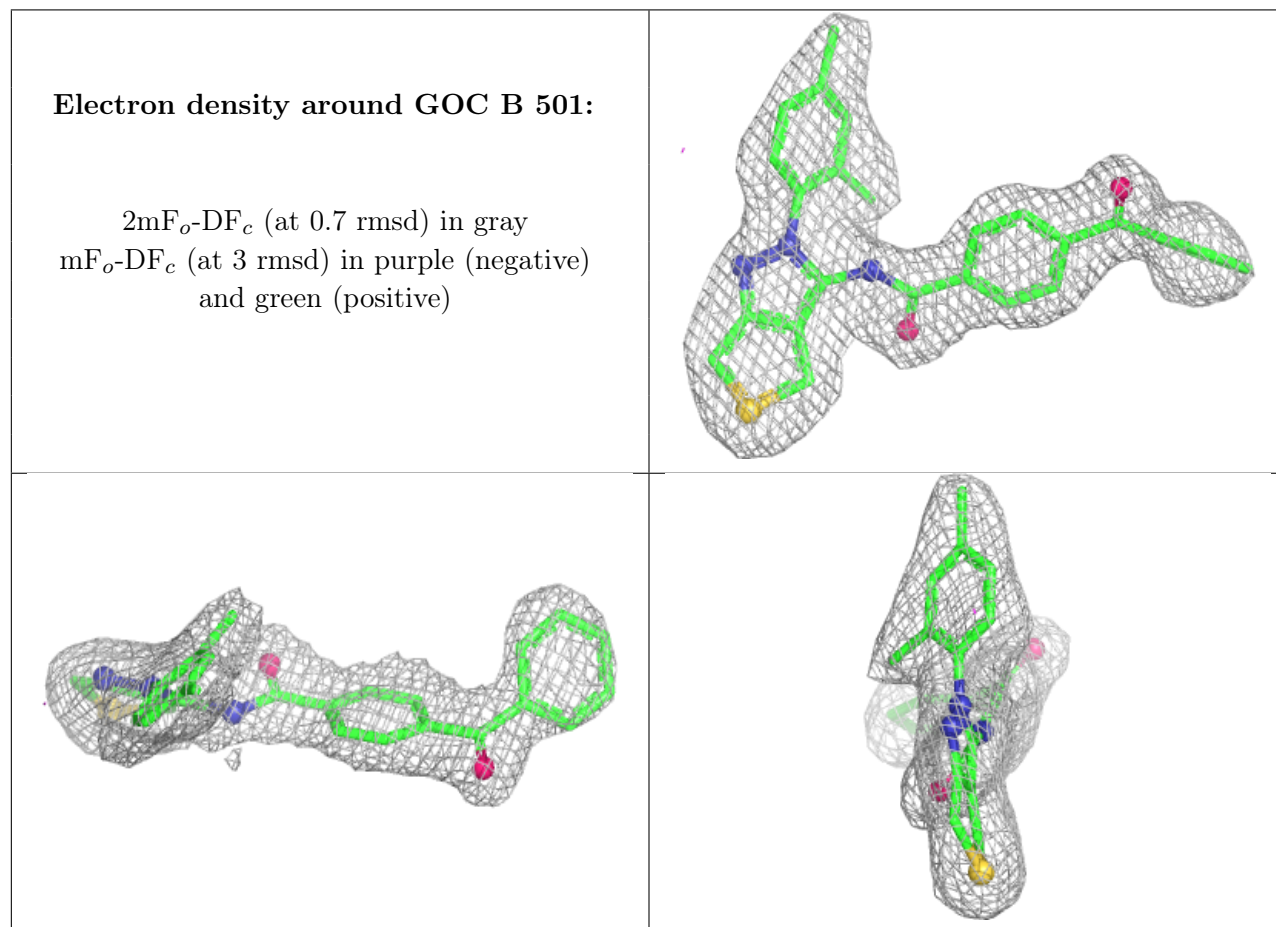 Electron density around GOC B 501:
2mFo-DFc (at 0.7 rmsd) in gray
mFo-DFc (at 3 rmsd) in purple (negative)
and green (positive)